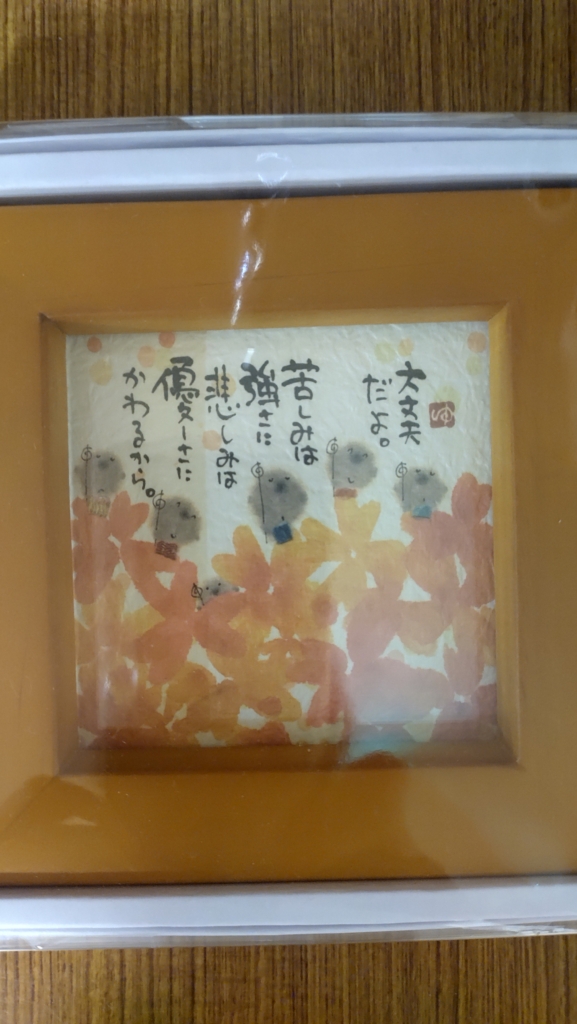 大丈夫
だよ。
苦しみは
強さに
悲しみは
優しさに
かわるから。
ゆ